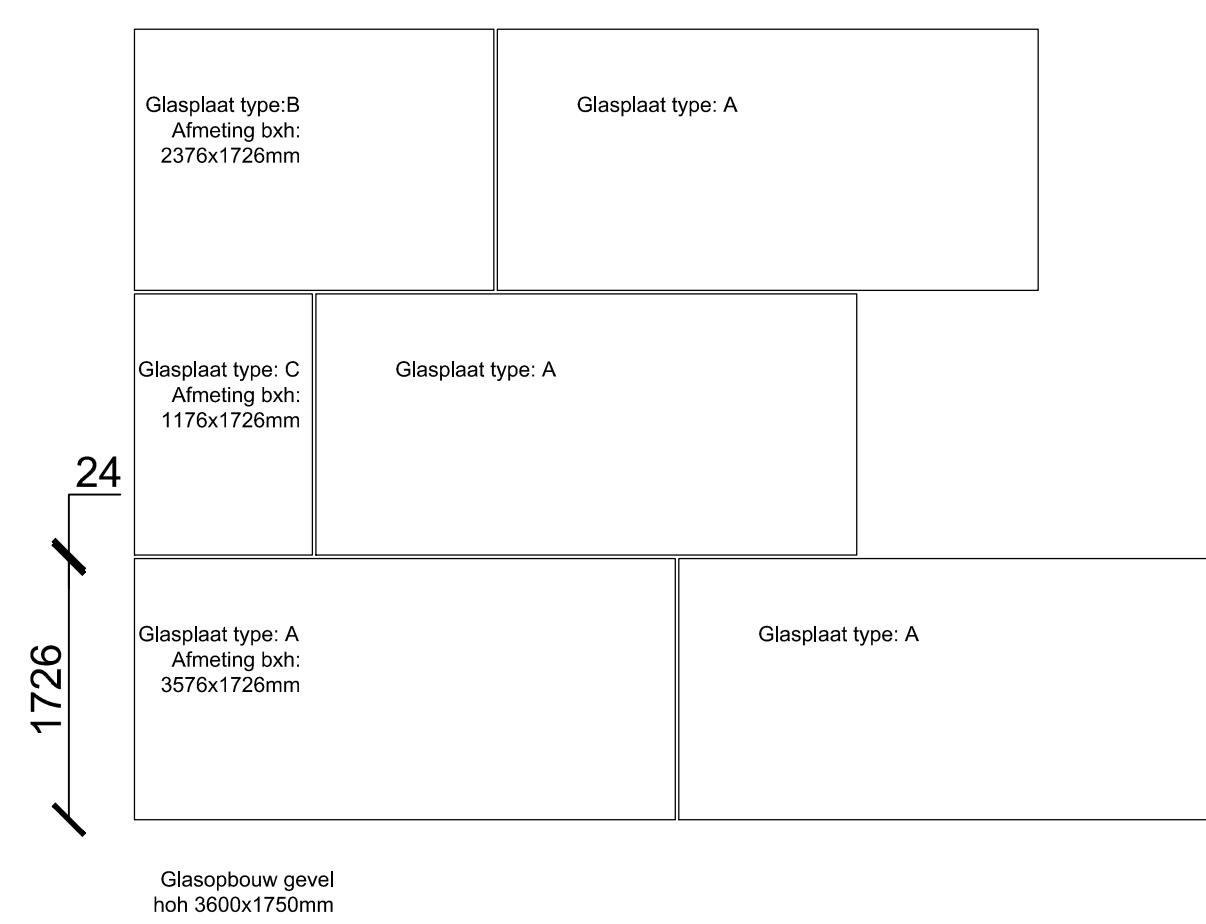 Glasplaat type:B
Afmeting bxh:
2376x1726mm
Glasplaat type: A
Glasplaat type: C
Afmeting bxh:
1176x1726mm
Glasplaat type: A
24
1726
Glasplaat type: A
Afmeting bxh:
3576x1726mm
Glasplaat type: A
Glasopbouw gevel
hoh 3600x1750mm